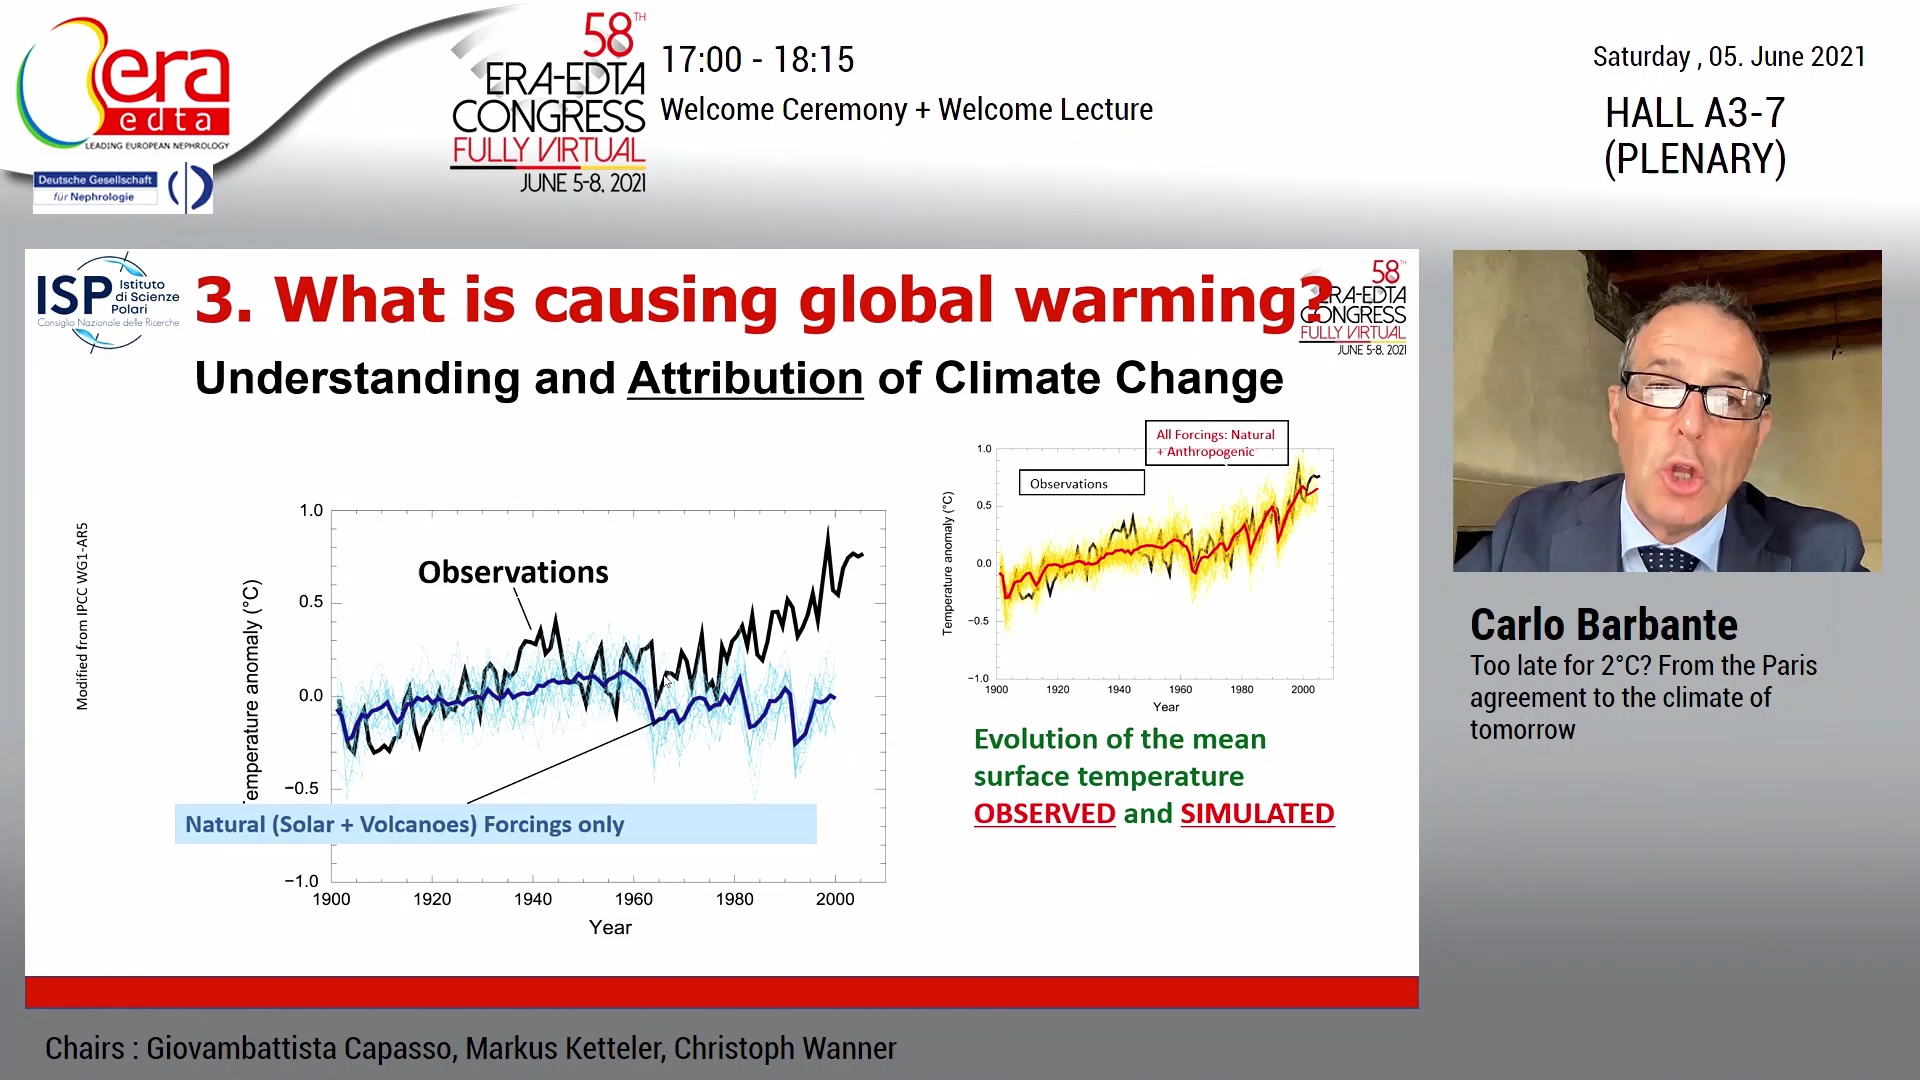 era
edta
LEADING EUROPEAN NEPHROLOGY
Deutsche Gesellschaft
für Nephrologie
58TH
ERA-EDTA
CONGRESS
FULLY VIRTUAL
JUNE 5-8, 2021
17:00 - 18:15
Welcome Ceremony + Welcome Lecture
Saturday , 05. June 2021
HALL A3-7
(PLENARY)
ISP Istituto
di Scienze
Polari
Consiglio Nazionale delle Ricerche
3. What is causing global warming?
58TH
ERA-EDTA
CONGRESS
FULLY VIRTUAL
JUNE 5-8, 2021
Understanding and Attribution of Climate Change
Modified from IPCC WG1-AR5
Temperature anomaly (°C)
1.0
0.5
0.0
−0.5
−1.0
Observations
Natural (Solar + Volcanoes) Forcings only
1900 1920 1940 1960 1980 2000
Year
All Forcings: Natural
+ Anthropogenic
Observations
Temperature anomaly (°C)
1.0
0.5
0.0
−0.5
−1.0
1900 1920 1940 1960 1980 2000
Year
Evolution of the mean
surface temperature
OBSERVED and SIMULATED
Carlo Barbante
Too late for 2°C? From the Paris
agreement to the climate of
tomorrow
Chairs : Giovambattista Capasso, Markus Ketteler, Christoph Wanner